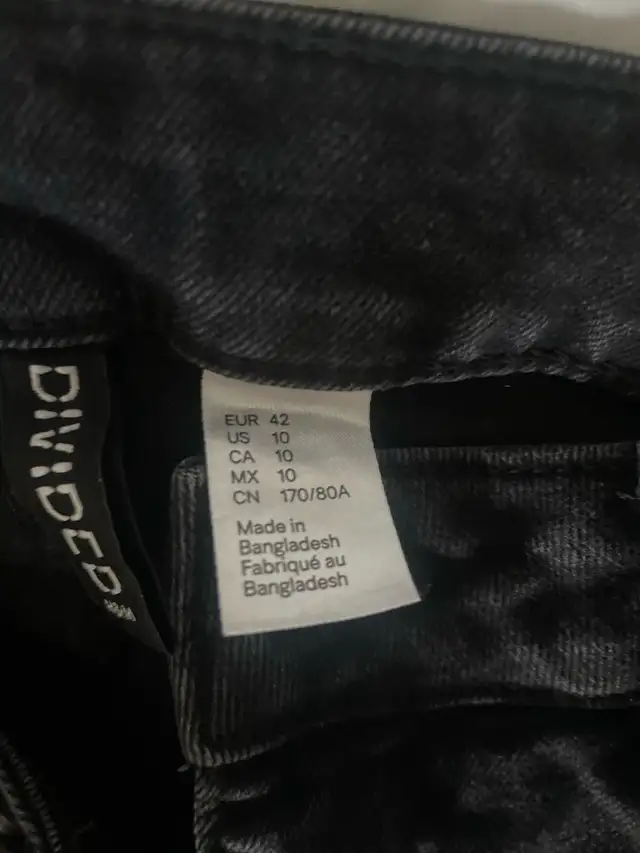 DIVIDED
EUR 42
US 10
CA 10
MX 10
CN 170/80A
Made in
Bangladesh
Fabriqué au
Bangladesh